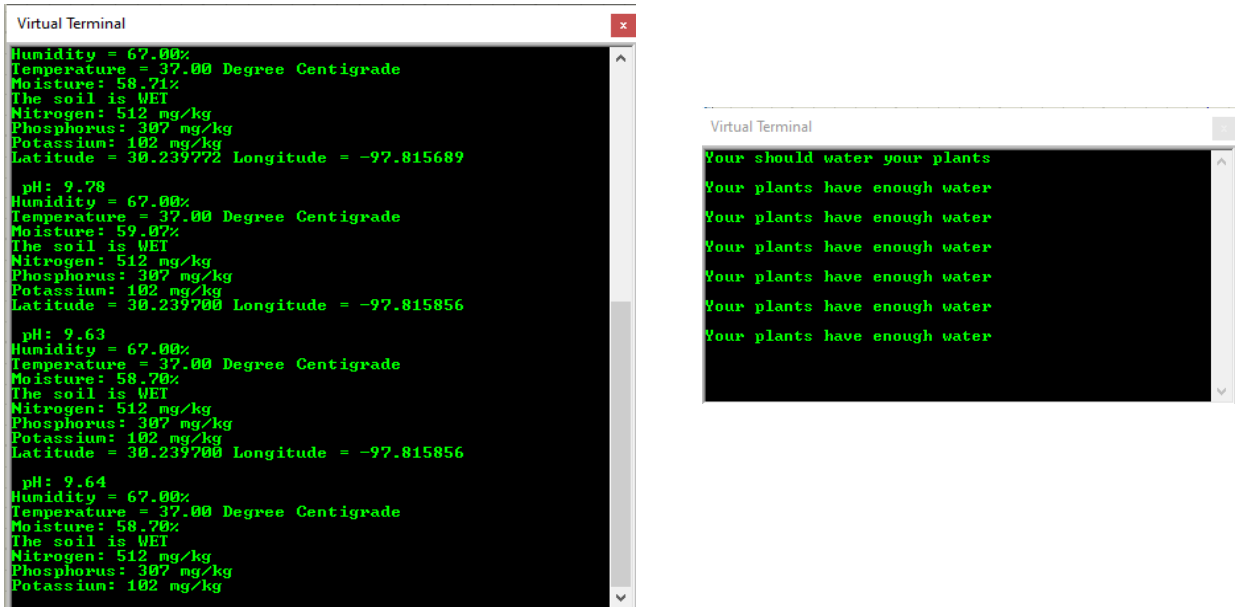 Virtual Terminal
Humidity = 67.00%
Temperature = 37.00 Degree Centigrade
Moisture: 58.71%
The soil is WET
Nitrogen: 512 mg/kg
Phosphorus: 307 mg/kg
Potassium: 102 mg/kg
Latitude = 30.239772 Longitude = -97.815689
pH: 9.78
Humidity = 67.00%
Temperature = 37.00 Degree Centigrade
Moisture: 59.07%
The soil is WET
Nitrogen: 512 mg/kg
Phosphorus: 307 mg/kg
Potassium: 102 mg/kg
Latitude = 30.239700 Longitude = -97.815856
pH: 9.63
Humidity = 67.00%
Temperature = 37.00 Degree Centigrade
Moisture: 58.70%
The soil is WET
Nitrogen: 512 mg/kg
Phosphorus: 307 mg/kg
Potassium: 102 mg/kg
Latitude = 30.239700 Longitude = -97.815856
pH: 9.64
Humidity = 67.00%
Temperature = 37.00 Degree Centigrade
Moisture: 58.70%
The soil is WET
Nitrogen: 512 mg/kg
Phosphorus: 307 mg/kg
Potassium: 102 mg/kg
Virtual Terminal
Your should water your plants
Your plants have enough water
Your plants have enough water
Your plants have enough water
Your plants have enough water
Your plants have enough water
Your plants have enough water